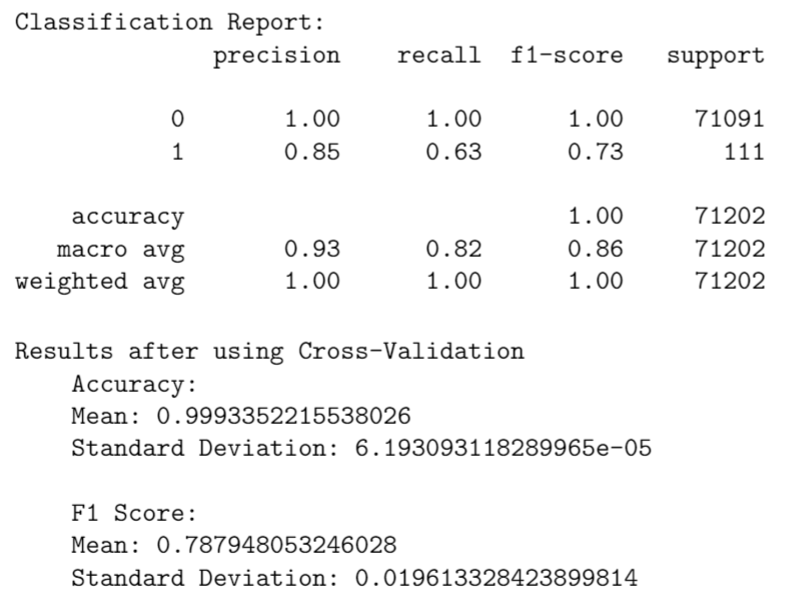 Classification Report:
precision recall f1-score support
0 1.00 1.00 1.00 71091
1 0.85 0.63 0.73 111
accuracy 1.00 71202
macro avg 0.93 0.82 0.86 71202
weighted avg 1.00 1.00 1.00 71202
Results after using Cross-Validation
Accuracy:
Mean: 0.9993352215538026
Standard Deviation: 6.193093118289965e-05
F1 Score:
Mean: 0.787948053246028
Standard Deviation: 0.019613328423899814